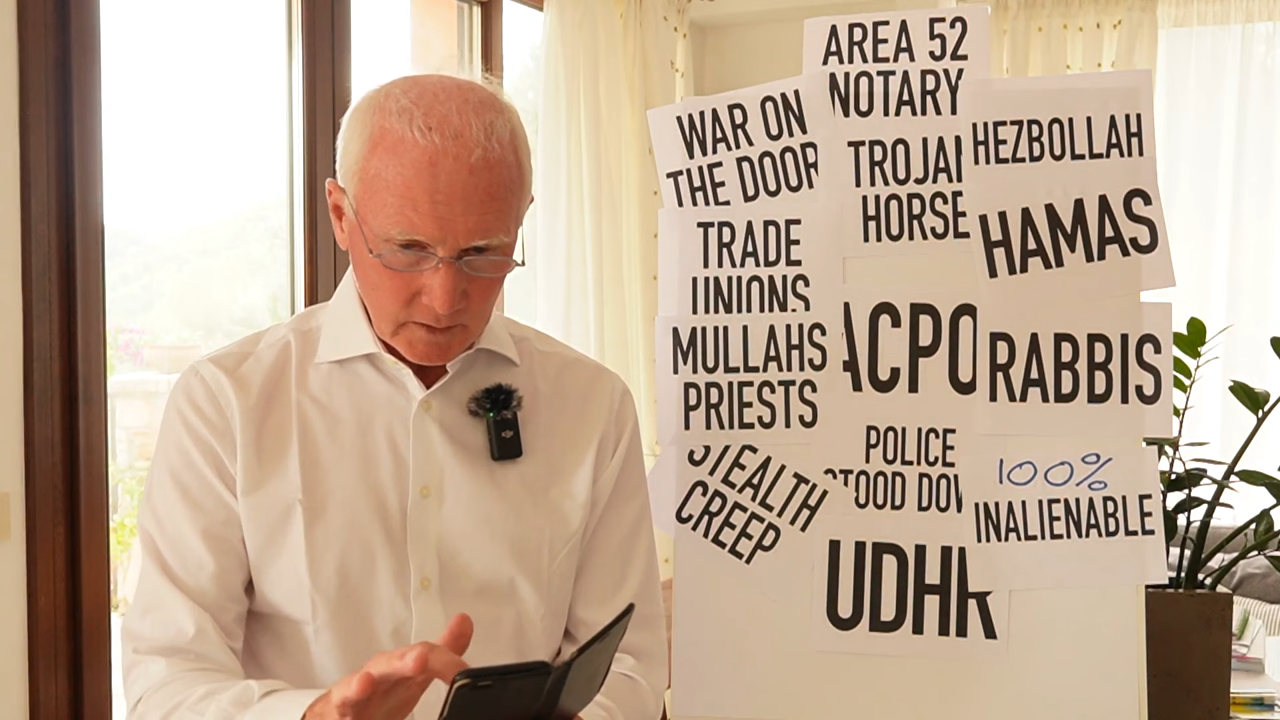 AREA 52
NOTARY
WAR ON
THE DOOR
TROJAN
HORSE
HEZBOLLAH
HAMAS
TRADE
UNIONS
MULLAHS
PRIESTS
ACPO
RABBIS
STEALTH
CREEP
POLICE
STOOD DOW
100%
INALIENABLE
UDHR